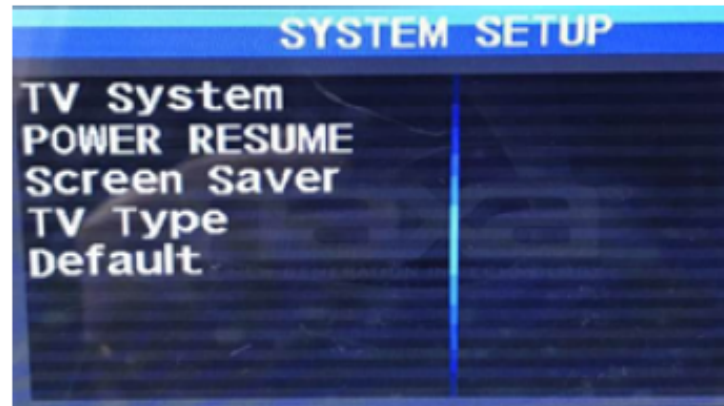 SYSTEM SETUP
TV System
POWER RESUME
Screen Saver
TV Type
Default